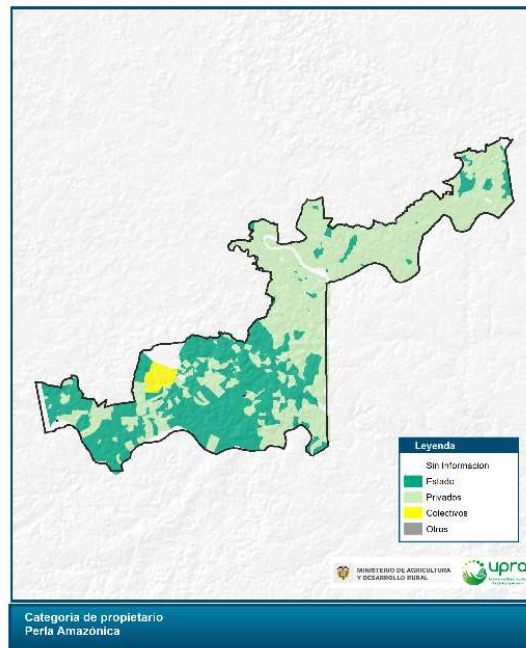 Leyenda
Sin Información
Estado
Privados
Colectivos
Otros
MINISTERIO DE AGRICULTURA
Y DESARROLLO RURAL
upra
Categoría de propietario
Perla Amazónica